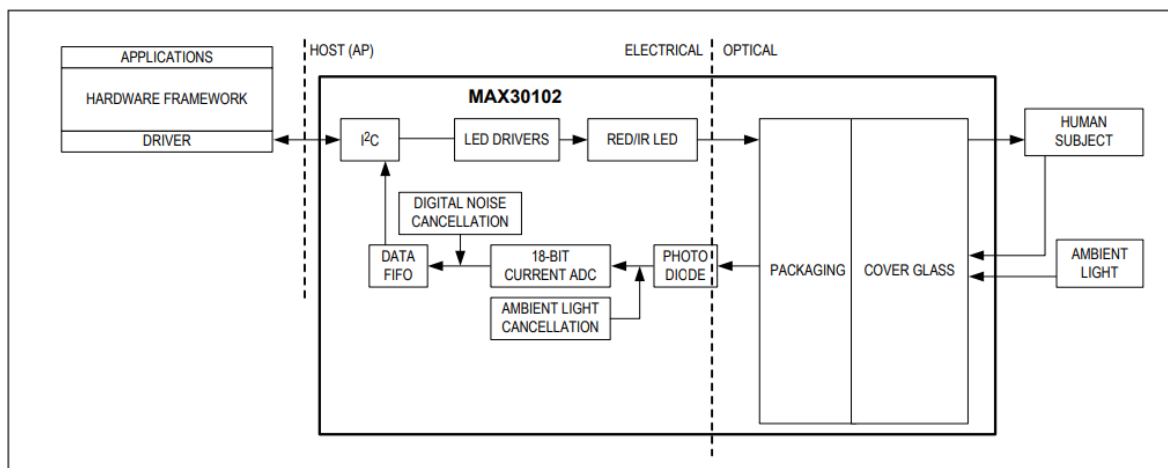 HOST (AP)
ELECTRICAL
OPTICAL
APPLICATIONS
HARDWARE FRAMEWORK
DRIVER
MAX30102
I²C
LED DRIVERS
RED/IR LED
HUMAN
SUBJECT
DIGITAL NOISE
CANCELLATION
DATA
FIFO
18-BIT
CURRENT ADC
PHOTO
DIODE
PACKAGING
COVER GLASS
AMBIENT
LIGHT
AMBIENT LIGHT
CANCELLATION